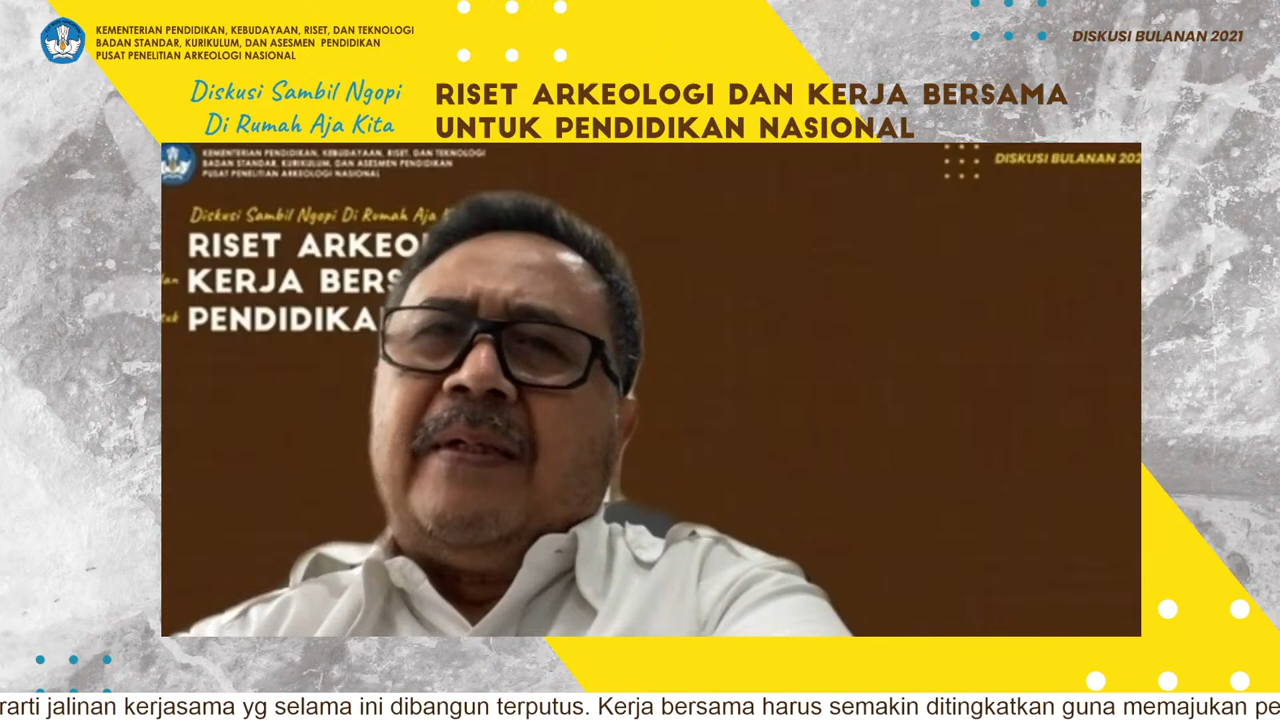 KEMENTERIAN PENDIDIKAN, KEBUDAYAAN, RISET, DAN TEKNOLOGI
BADAN STANDAR, KURIKULUM, DAN ASESMEN PENDIDIKAN
PUSAT PENELITIAN ARKEOLOGI NASIONAL
DISKUSI BULANAN 2021
Diskusi Sambil Ngopi
Di Rumah Aja Kita
RISET ARKEOLOGI DAN KERJA BERSAMA
UNTUK PENDIDIKAN NASIONAL
KEMENTERIAN PENDIDIKAN, KEBUDAYAAN, RISET, DAN TEKNOLOGI
BADAN STANDAR, KURIKULUM, DAN ASESMEN PENDIDIKAN
PUSAT PENELITIAN ARKEOLOGI NASIONAL
DISKUSI BULANAN 202
Diskusi Sambil Ngopi Di Rumah Aja
RISET ARKEO
KERJA BERS
PENDIDIKA
rarti jalinan kerjasama yg selama ini dibangun terputus. Kerja bersama harus semakin ditingkatkan guna memajukan pe